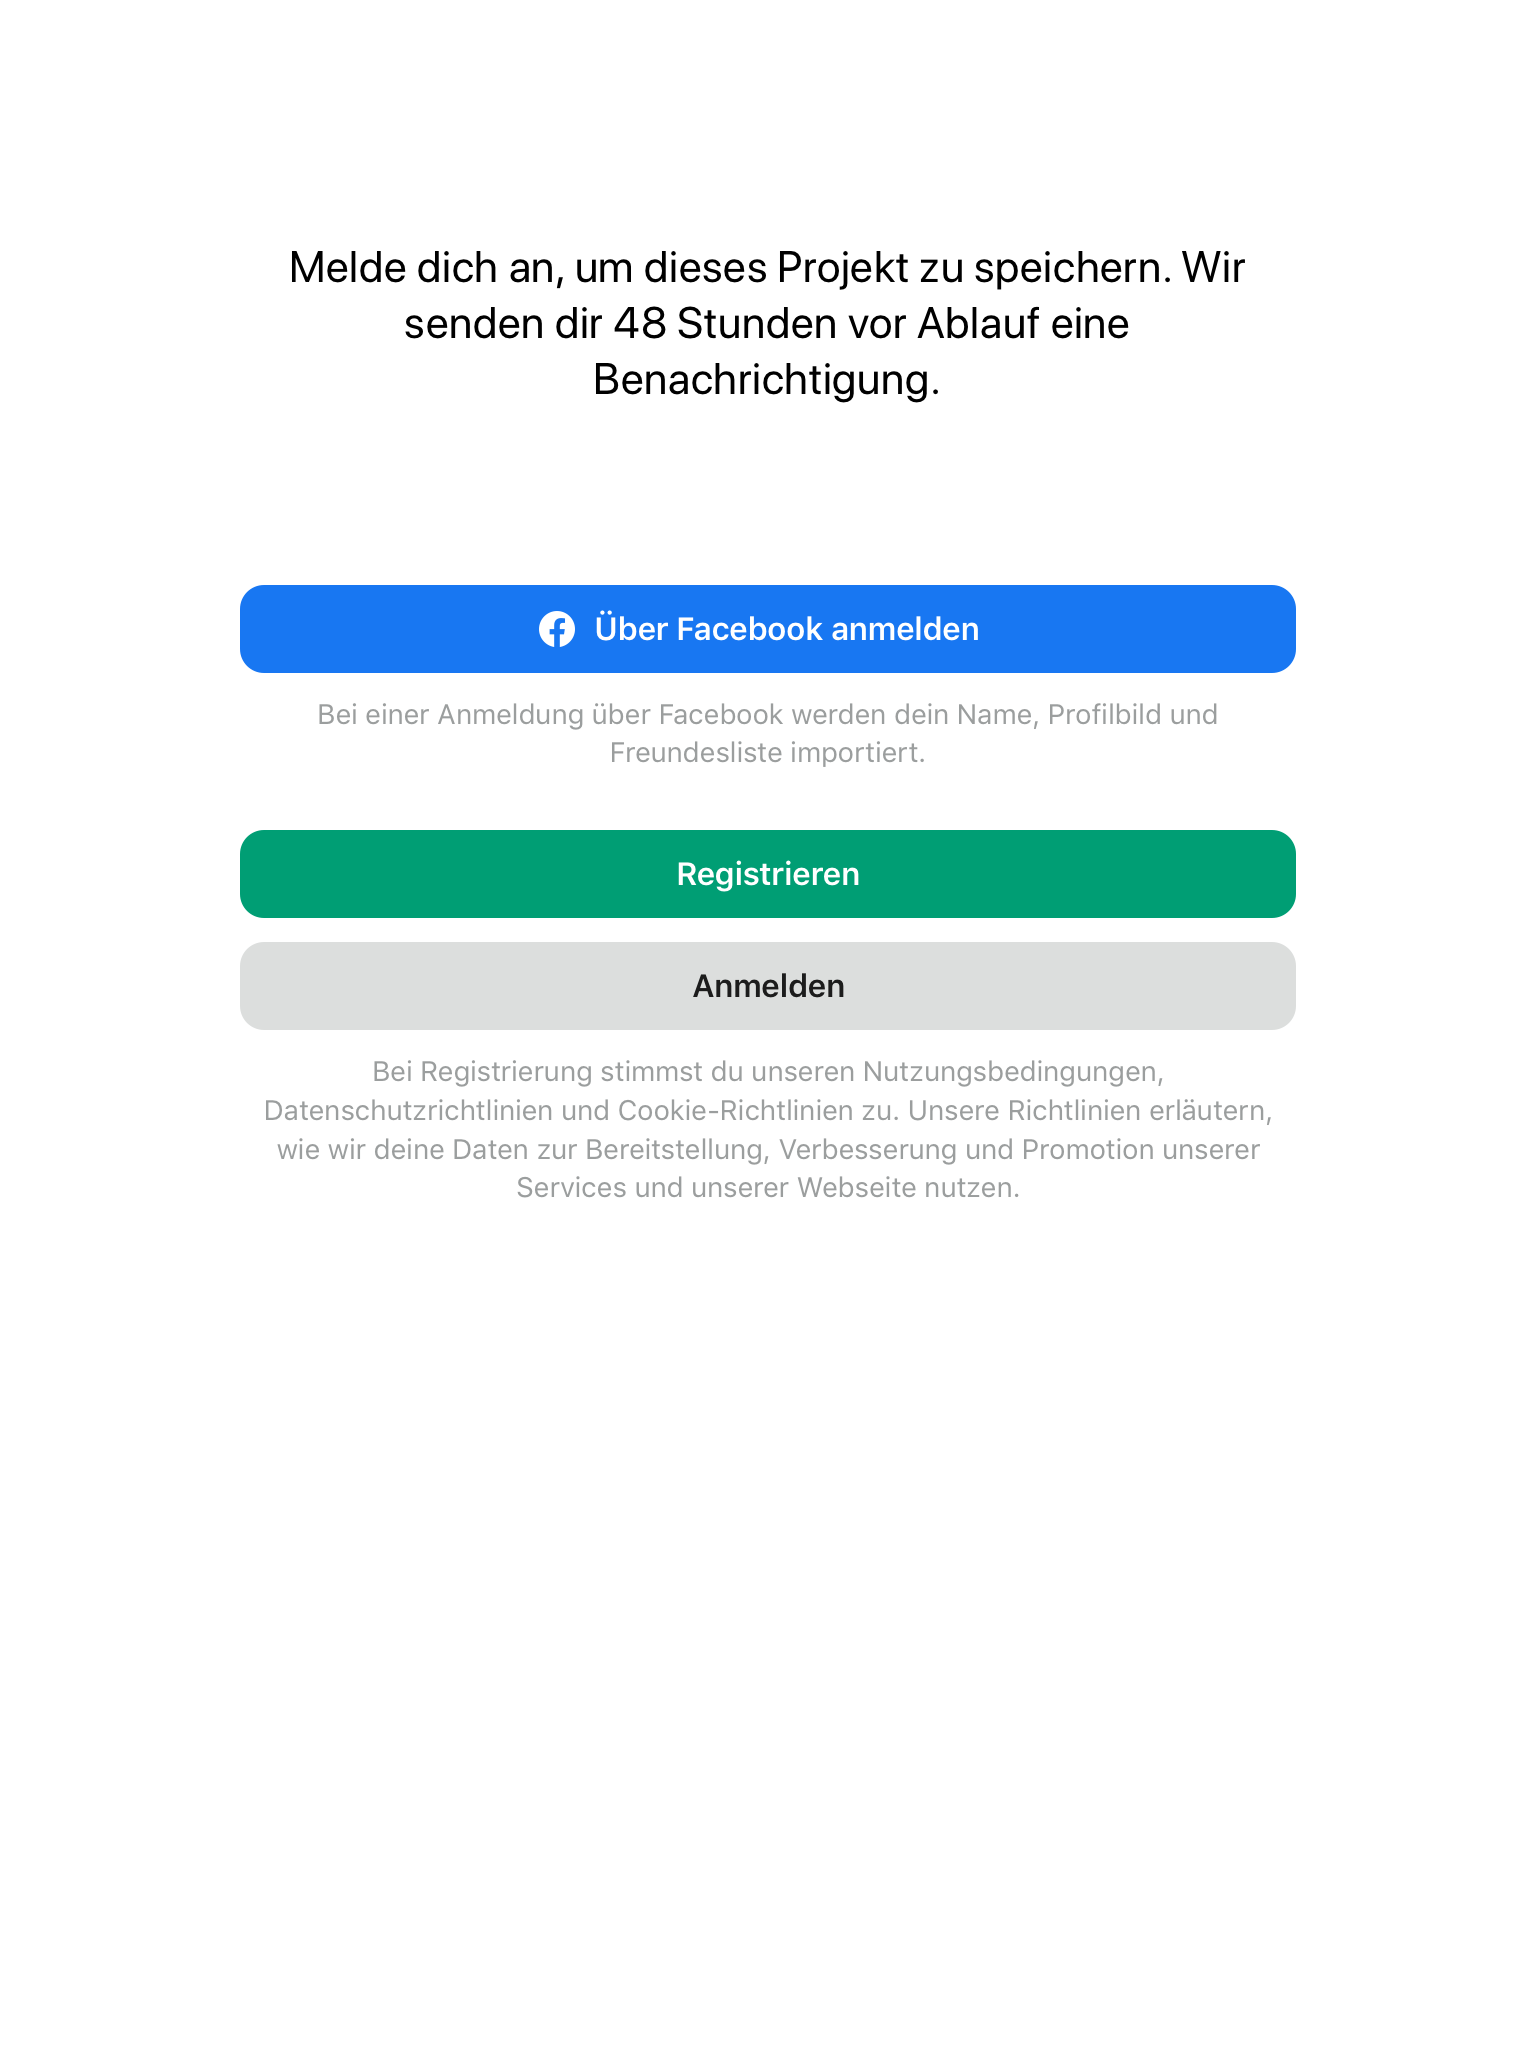 Melde dich an, um dieses Projekt zu speichern. Wir
senden dir 48 Stunden vor Ablauf eine
Benachrichtigung.
Über Facebook anmelden
Bei einer Anmeldung über Facebook werden dein Name, Profilbild und
Freundesliste importiert.
Registrieren
Anmelden
Bei Registrierung stimmst du unseren Nutzungsbedingungen,
Datenschutzrichtlinien und Cookie-Richtlinien zu. Unsere Richtlinien erläutern,
wie wir deine Daten zur Bereitstellung, Verbesserung und Promotion unserer
Services und unserer Webseite nutzen.